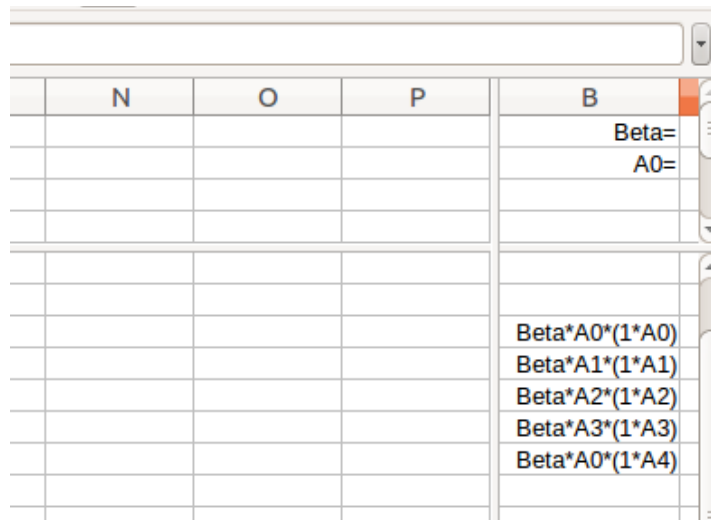 N O P B
Beta=
A0=
Beta*A0*(1*A0)
Beta*A1*(1*A1)
Beta*A2*(1*A2)
Beta*A3*(1*A3)
Beta*A0*(1*A4)